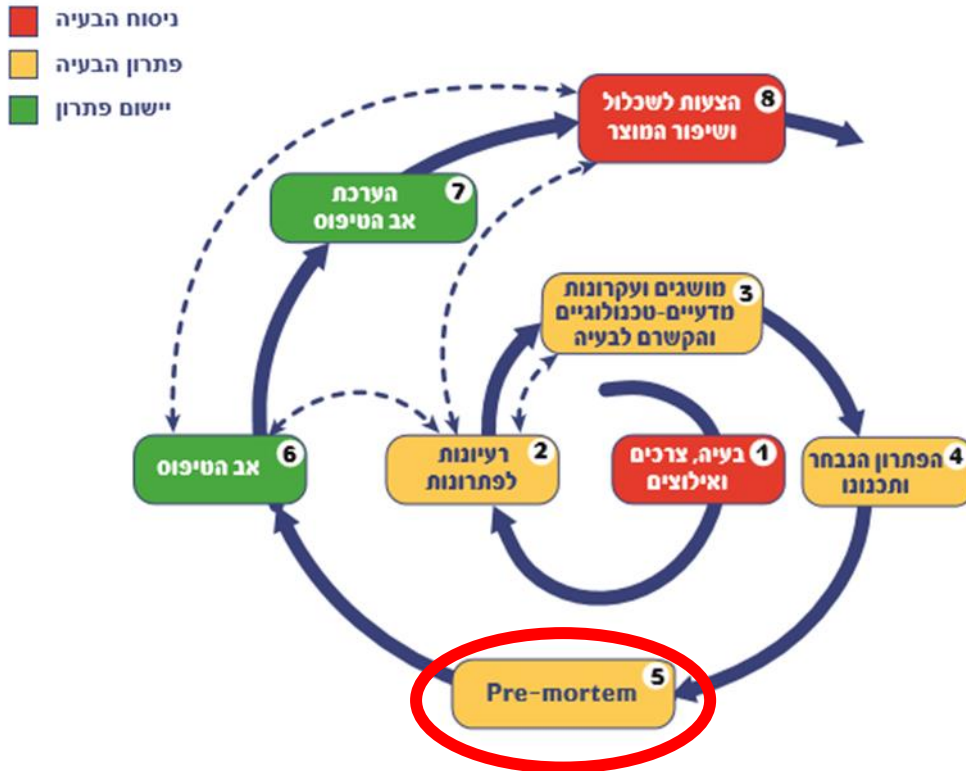 ניסוח הבעיה
פתרון הבעיה
יישום פתרון
8
הצעות לשכלול
ושיפור המוצר
7
הערכת
אב הטיפוס
3
מושגים ועקרונות
מדעיים-טכנולוגיים
והקשרם לבעיה
6
אב הטיפוס
2
רעיונות
לפתרונות
1
בעיה, צרכים
ואילוצים
4
הפתרון הנבחר
ותכנונו
5
Pre-mortem